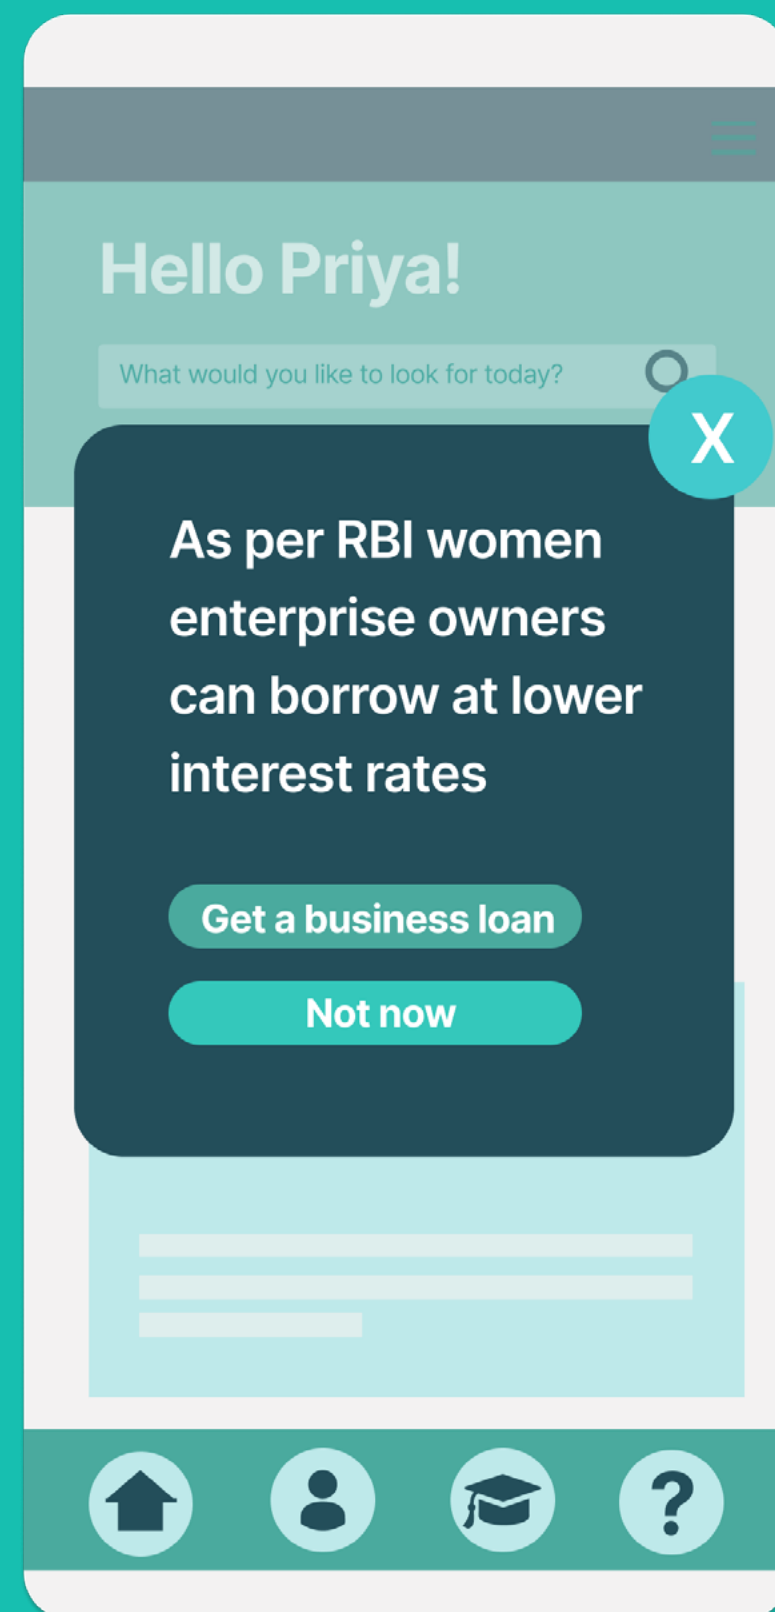 Hello Priya!
What would you like to look for today?
X
As per RBI women
enterprise owners
can borrow at lower
interest rates
Get a business loan
Not now
?